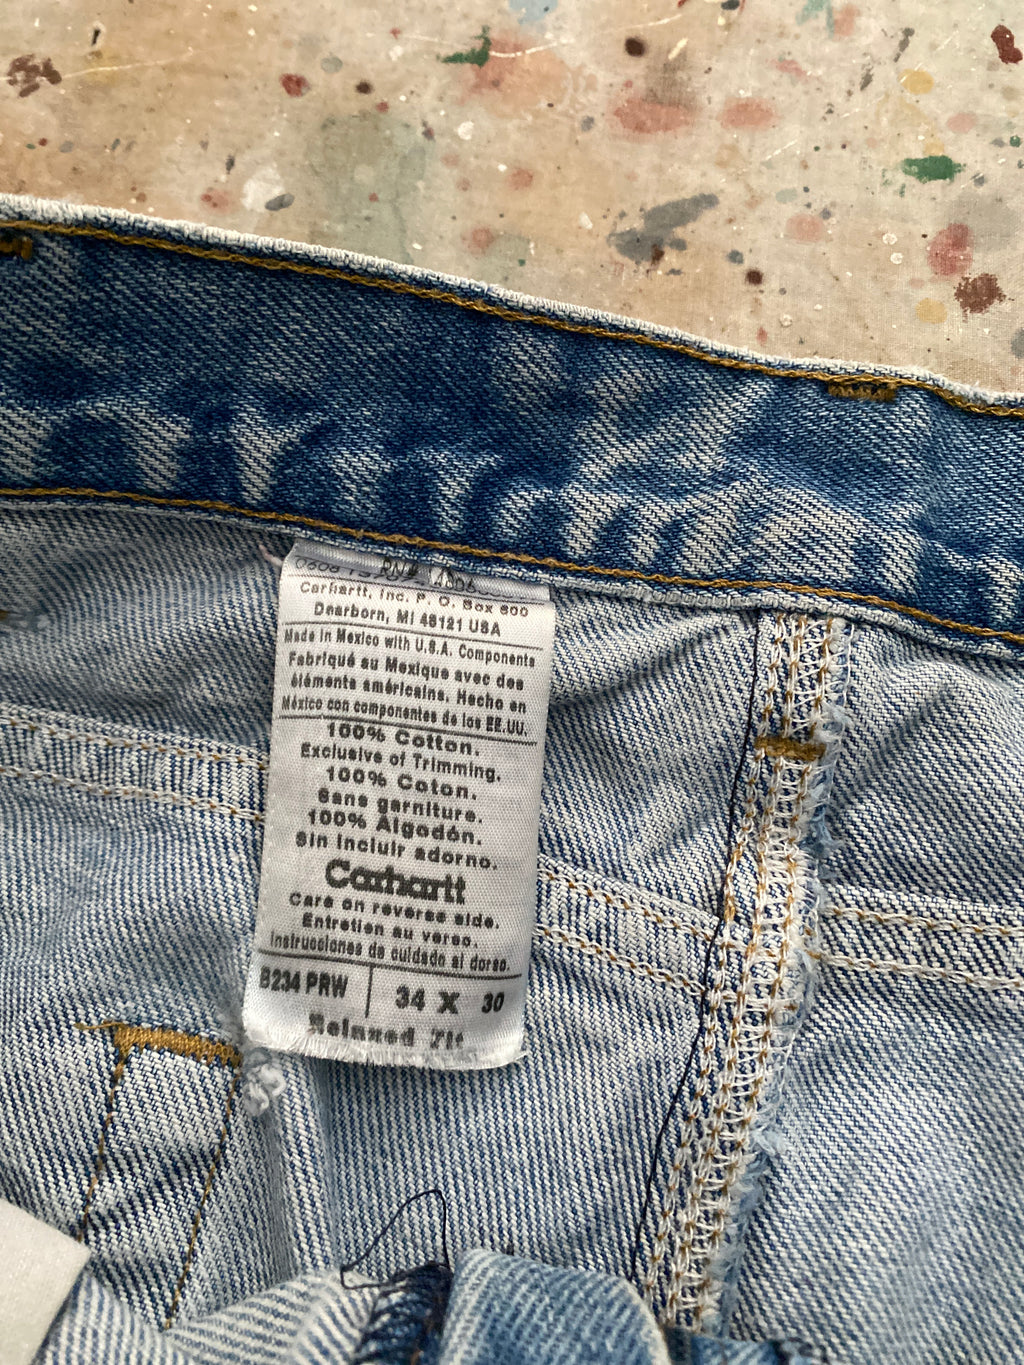 RN# 14806
Carhartt, Inc. P. O. Box 600
Dearborn, MI 48121 USA
Made in Mexico with U.S.A. Components
Fabriqué au Mexique avec des
éléments américains. Hecho en
México con componentes de los EE.UU.
100% Cotton.
Exclusive of Trimming.
100% Coton.
Sans garniture.
100% Algodón.
Sin incluir adorno.
Carhartt
Care on reverse side.
Entretien au verso.
Instrucciones de cuidado al dorso.
B234 PRW 34 X 30
Relaxed Fit